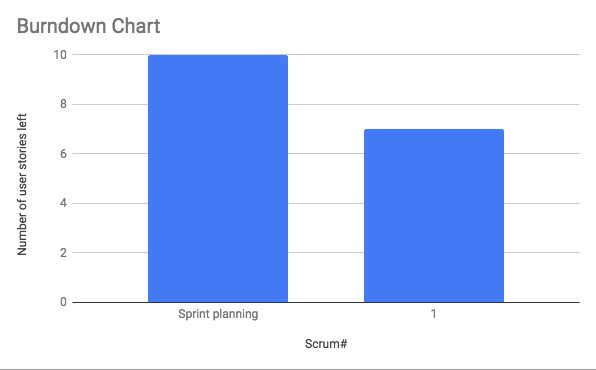 Burndown Chart
Number of user stories left
10
8
6
4
2
0
Sprint planning
1
Scrum#